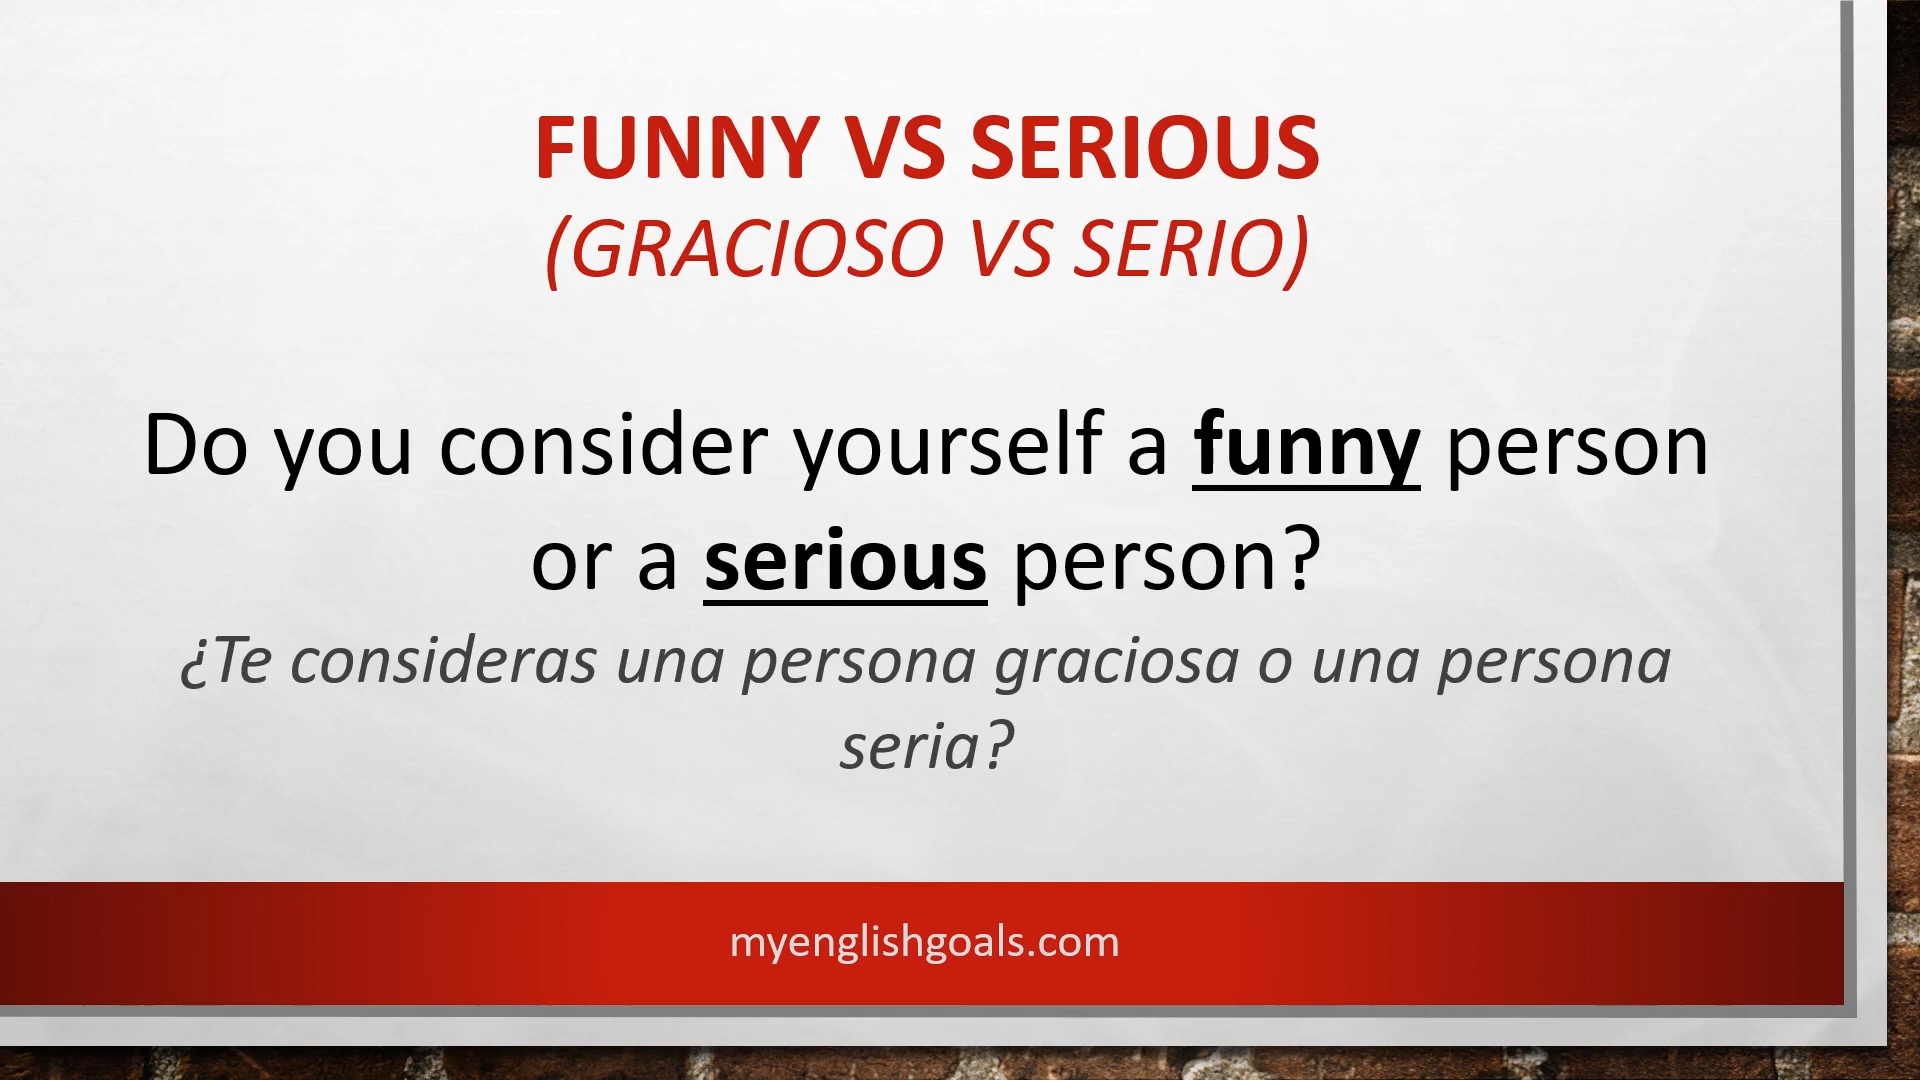 FUNNY VS SERIOUS
(GRACIOSO VS SERIO)
Do you consider yourself a funny person
or a serious person?
¿Te consideras una persona graciosa o una persona
seria?
myenglishgoals.com